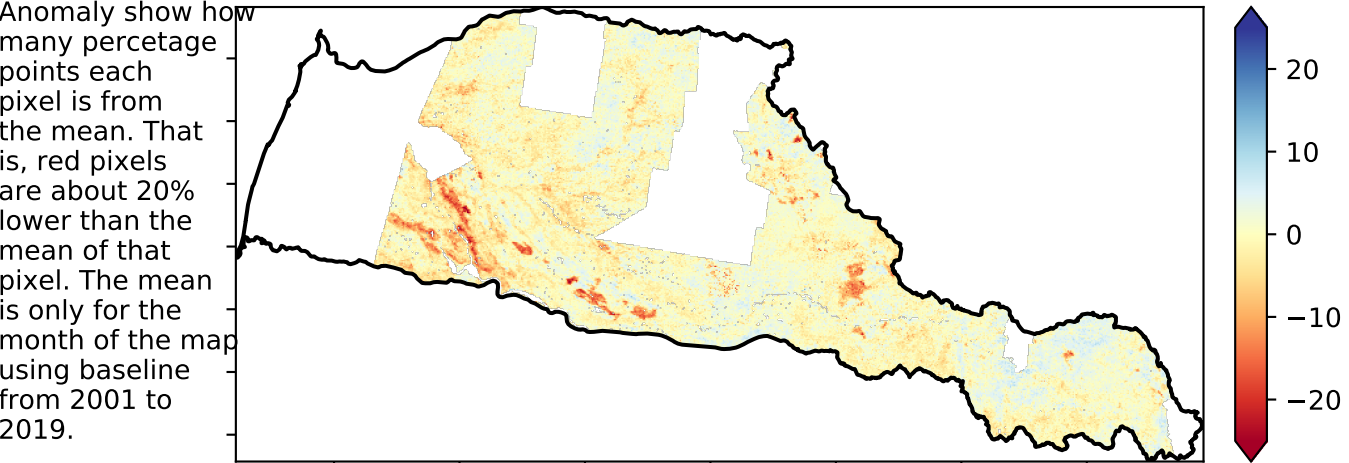 Anomaly show how
many percetage
points each
pixel is from
the mean. That
is, red pixels
are about 20%
lower than the
mean of that
pixel. The mean
is only for the
month of the map
using baseline
from 2001 to
2019.
20
10
0
−10
−20